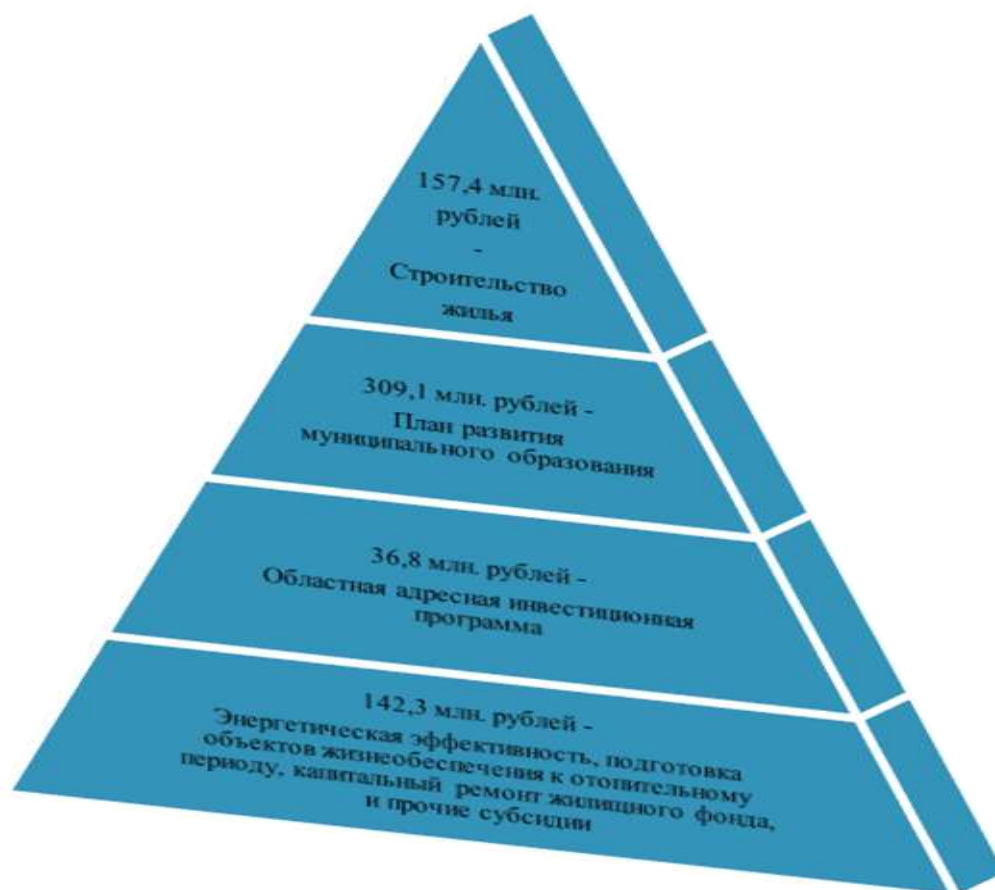 157,4 млн.
рублей
-
Строительство
жилья
309,1 млн. рублей -
План развития
муниципального образования
36,8 млн. рублей -
Областная адресная инвестиционная
программа
142,3 млн. рублей -
Энергетическая эффективность, подготовка
объектов жизнеобеспечения к отопительному
периоду, капитальный ремонт жилищного фонда,
и прочие субсидии